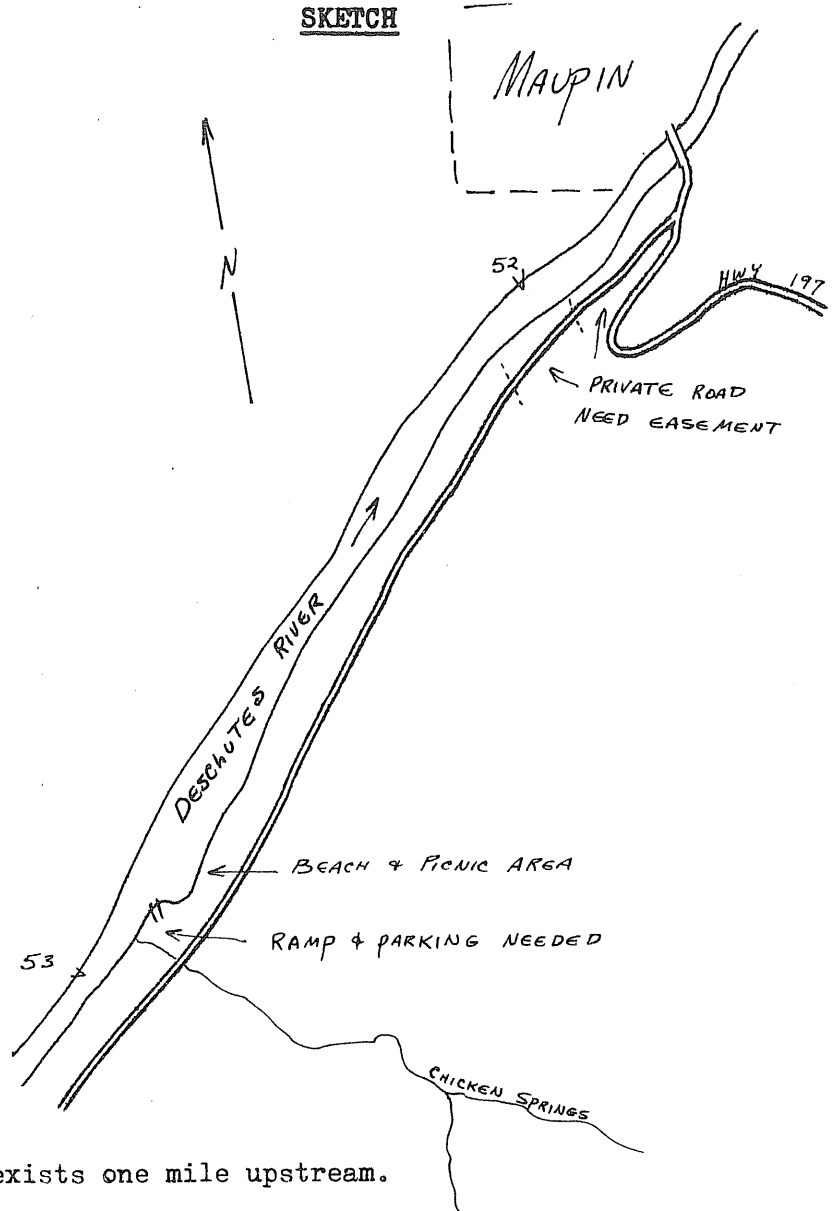 SKETCH
MAUPIN
N
52
HWY 197
PRIVATE ROAD
NEED EASEMENT
DESCHUTES RIVER
BEACH & PICNIC AREA
RAMP & PARKING NEEDED
53
CHICKEN SPRINGS
exists one mile upstream.